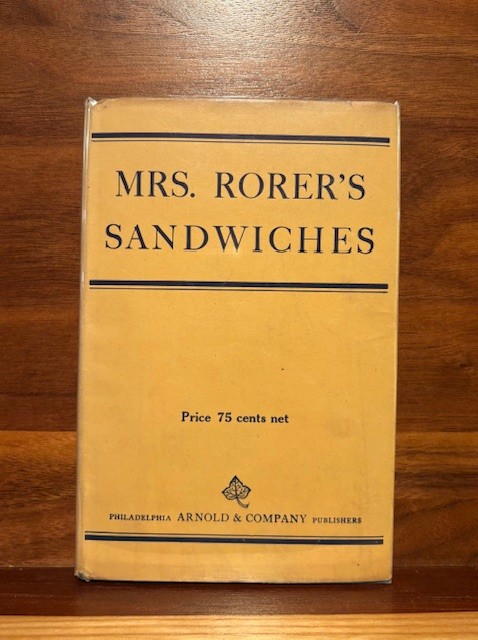 MRS. RORER'S
SANDWICHES
Price 75 cents net
PHILADELPHIA ARNOLD & COMPANY PUBLISHERS